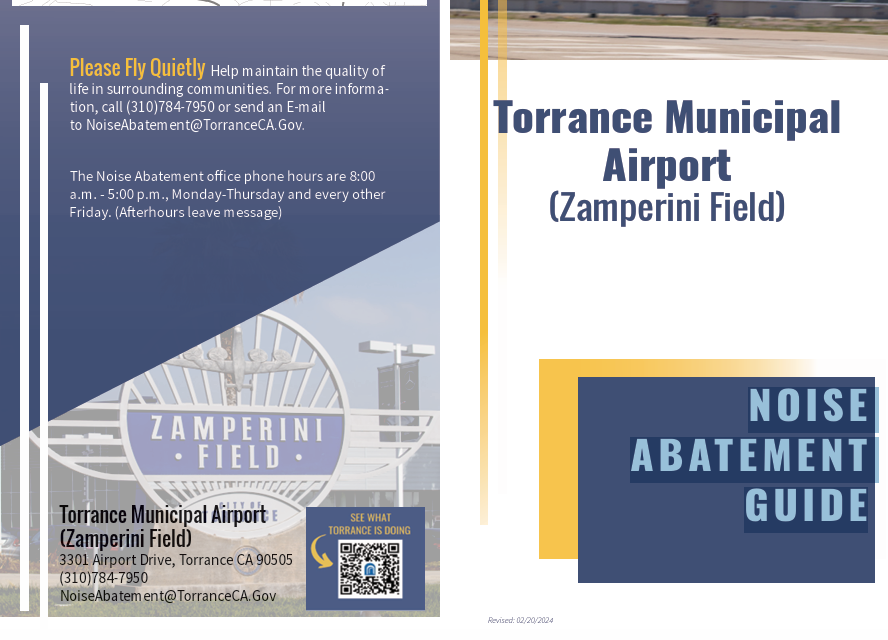 Please Fly Quietly Help maintain the quality of
life in surrounding communities. For more informa-
tion, call (310)784-7950 or send an E-mail
to NoiseAbatement@TorranceCA.Gov.
The Noise Abatement office phone hours are 8:00
a.m. - 5:00 p.m., Monday-Thursday and every other
Friday. (Afterhours leave message)
ZAMPERINI
• FIELD •
CITY OF
Torrance Municipal Airport
(Zamperini Field)
3301 Airport Drive, Torrance CA 90505
(310)784-7950
NoiseAbatement@TorranceCA.Gov
SEE WHAT
TORRANCE IS DOING
Torrance Municipal
Airport
(Zamperini Field)
NOISE
ABATEMENT
GUIDE
Revised: 02/20/2024